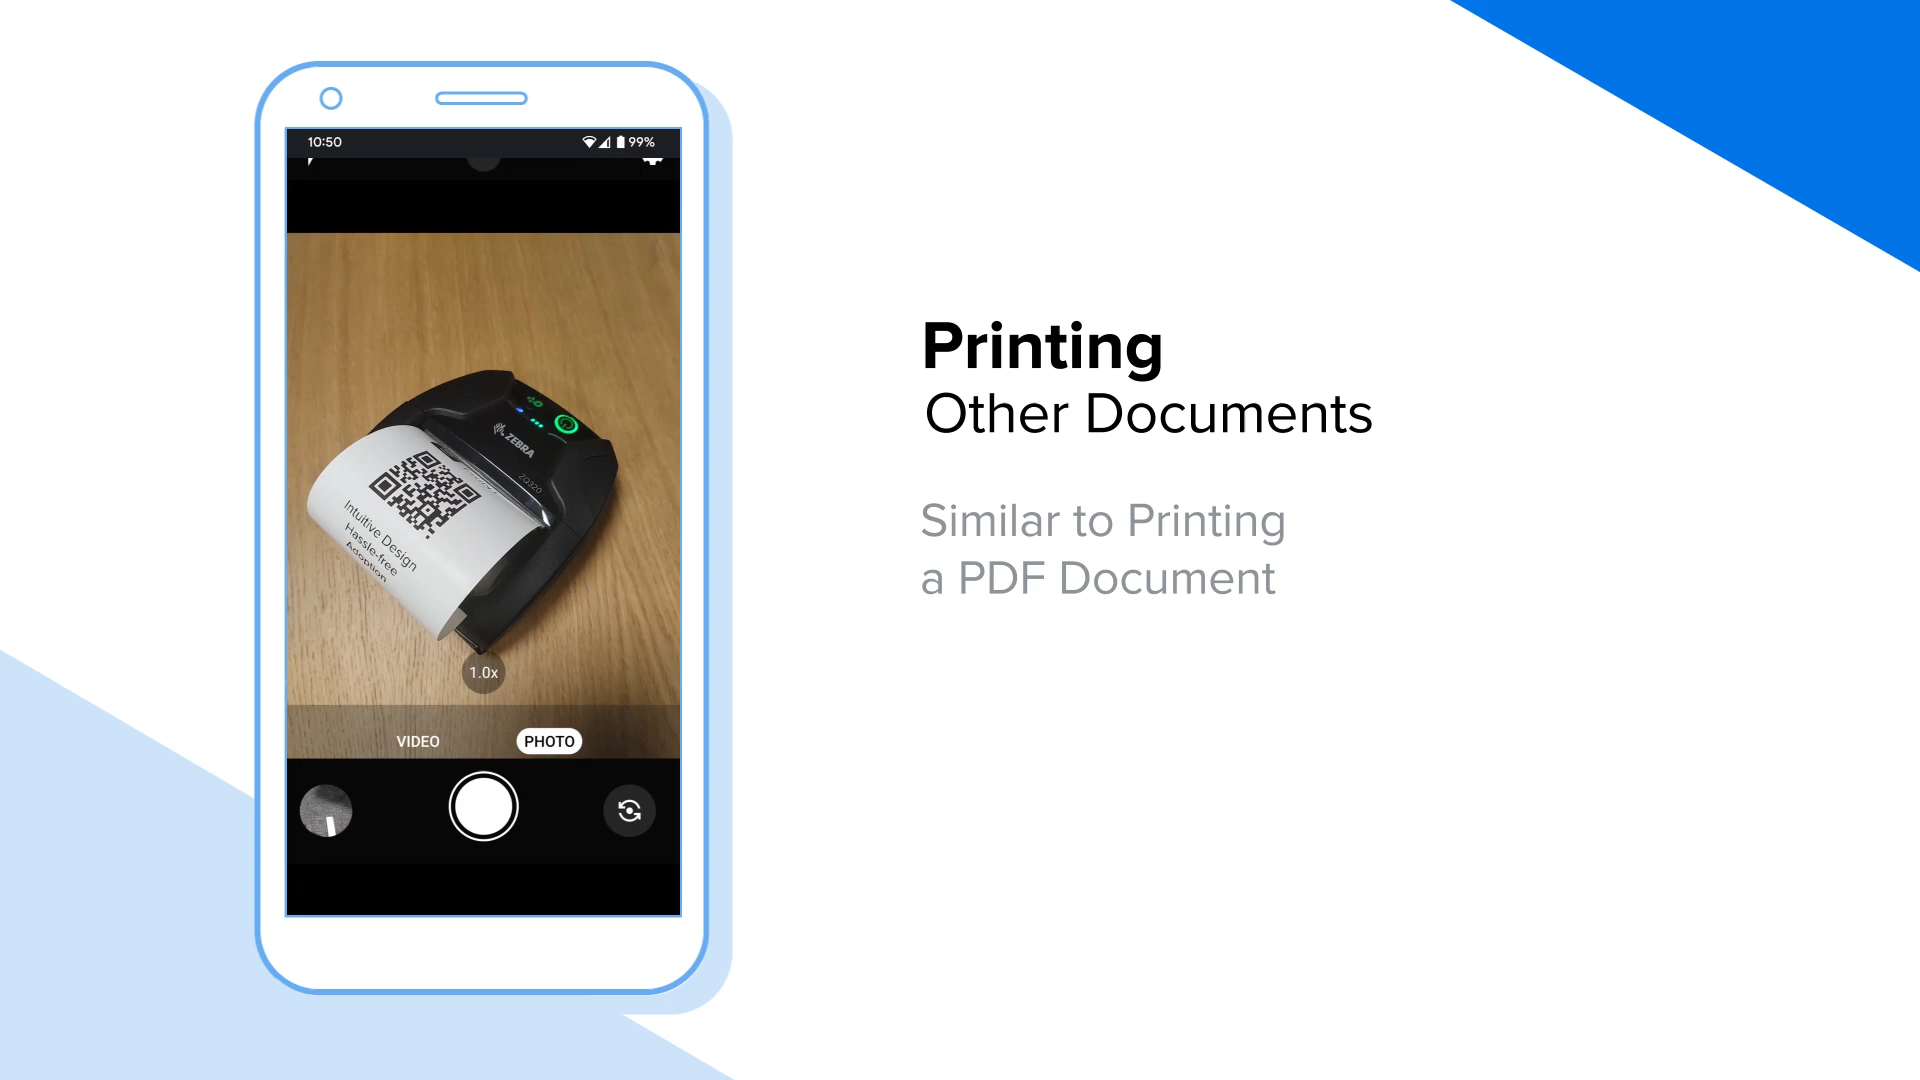 10:50
99%
ZEBRA
ZQ320
Intuitive Design
Hassle-free
Adoption
1.0x
VIDEO
PHOTO
Printing
Other Documents
Similar to Printing
a PDF Document